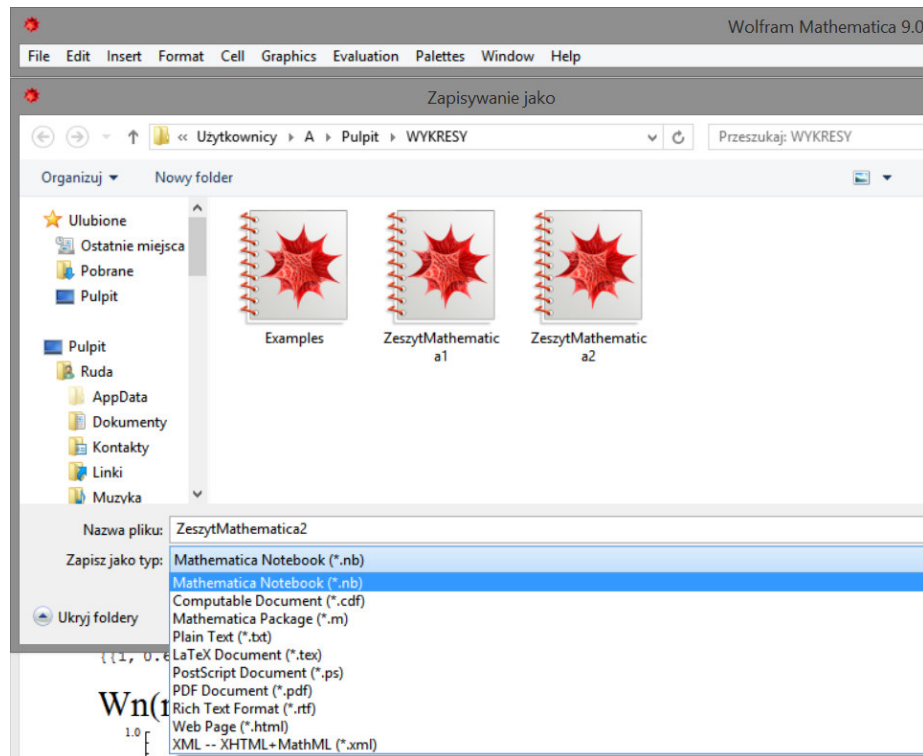 Wolfram Mathematica 9.0
File Edit Insert Format Cell Graphics Evaluation Palettes Window Help
Zapisywanie jako
« Użytkownicy A Pulpit WYKRESY
Przeszukaj: WYKRESY
Organizuj
Nowy folder
Ulubione
Ostatnie miejsca
Pobrane
Pulpit
Pulpit
Ruda
AppData
Dokumenty
Kontakty
Linki
Muzyka
Examples
ZeszytMathematic
a1
ZeszytMathematic
a2
Nazwa pliku: ZeszytMathematica2
Zapisz jako typ: Mathematica Notebook (*.nb)
Mathematica Notebook (*.nb)
Computable Document (*.cdf)
Mathematica Package (*.m)
Plain Text (*.txt)
LaTeX Document (*.tex)
PostScript Document (*.ps)
PDF Document (*.pdf)
Rich Text Format (*.rtf)
Web Page (*.html)
XML -- XHTML+MathML (*.xml)
Ukryj foldery
{{1, 0.
Wn(
1.0